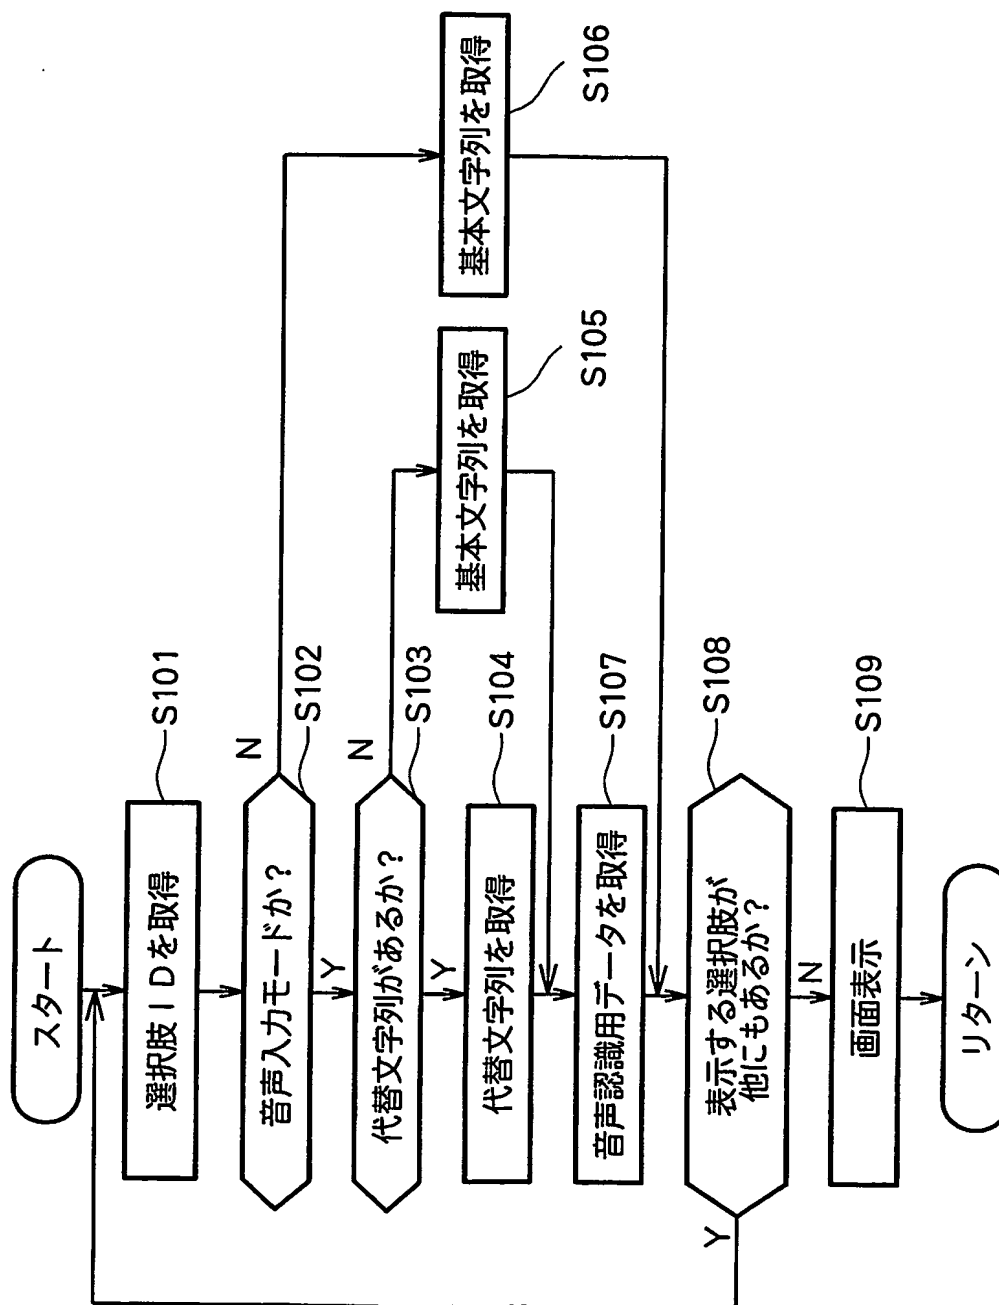 スタート
選択肢IDを取得
S101
音声入力モードか?
S102
N
Y
代替文字列があるか?
S103
N
Y
代替文字列を取得
S104
基本文字列を取得
S105
基本文字列を取得
S106
音声認識用データを取得
S107
表示する選択肢が
他にもあるか?
S108
Y
N
画面表示
S109
リターン